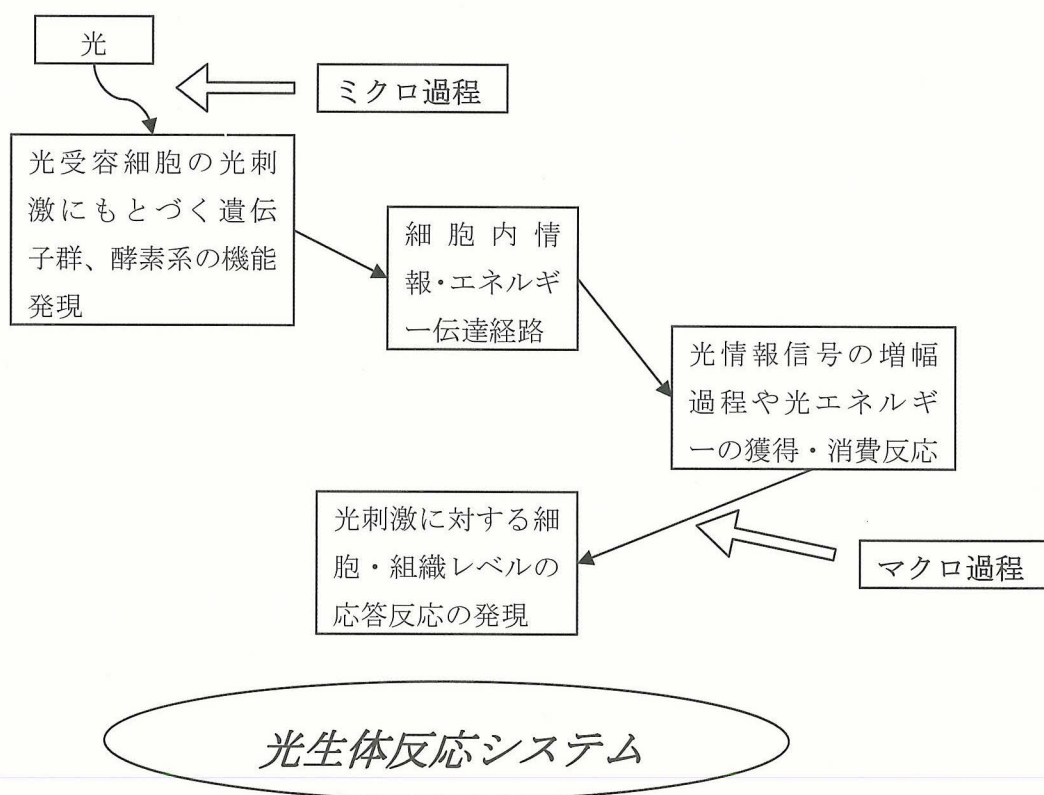 光
ミクロ過程
光受容細胞の光刺
激にもとづく遺伝
子群、酵素系の機能
発現
細胞内情
報・エネルギ
ー伝達経路
光情報信号の増幅
過程や光エネルギ
ーの獲得・消費反応
光刺激に対する細
胞・組織レベルの
応答反応の発現
マクロ過程
光生体反応システム